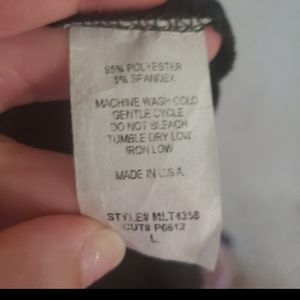 95% POLYESTER
5% SPANDEX
MACHINE WASH COLD
GENTLE CYCLE
DO NOT BLEACH
TUMBLE DRY LOW
IRON LOW
MADE IN U.S.A.
STYLE# MLT4358
CUT# P6612
L